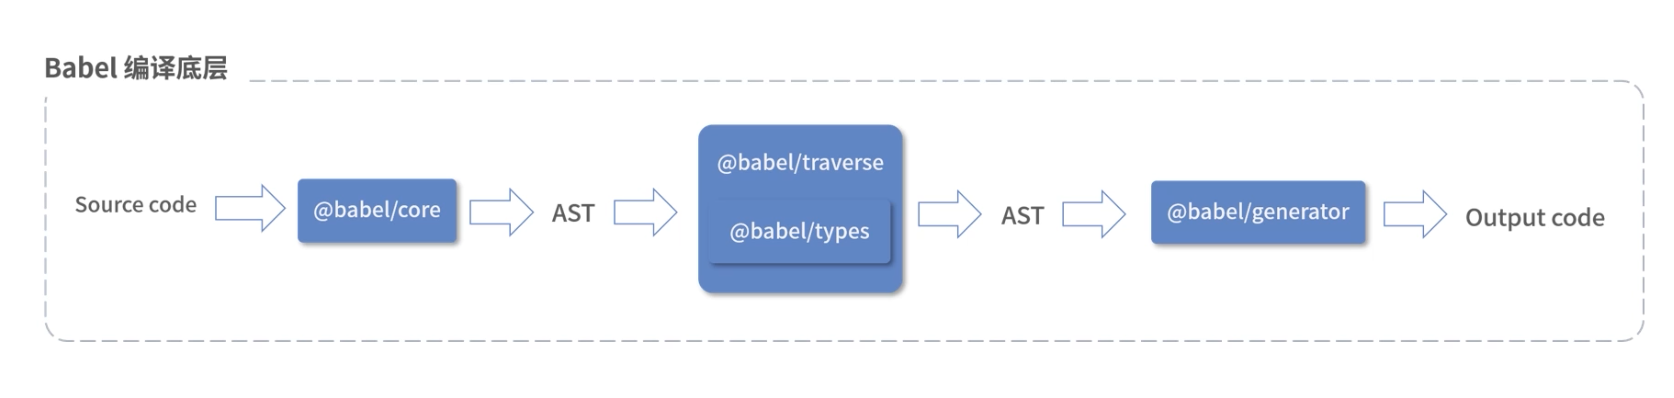 Babel 编译底层
Source code
@babel/core
AST
@babel/traverse
@babel/types
AST
@babel/generator
Output code